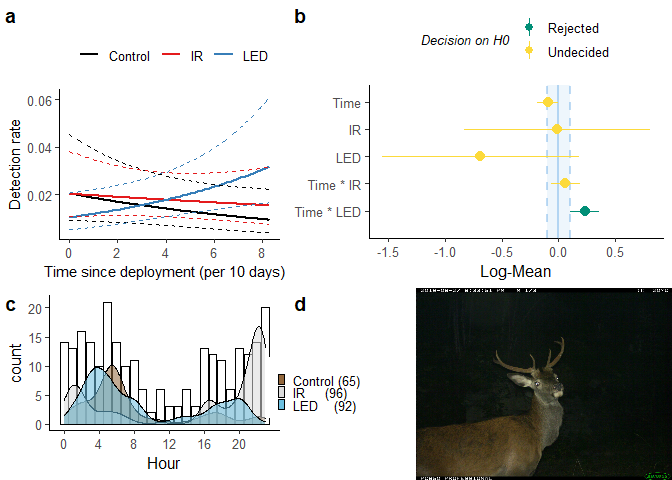 a
Control IR LED
Detection rate
0.06
0.04
0.02
0 2 4 6 8
Time since deployment (per 10 days)
b
Decision on H0
Rejected
Undecided
Time
IR
LED
Time * IR
Time * LED
-1.5 -1.0 -0.5 0.0 0.5
Log-Mean
c
count
20
15
10
5
0
0 4 8 12 16 20
Hour
Control (65)
IR (96)
LED (92)
d
PC850 PROFESSIONAL